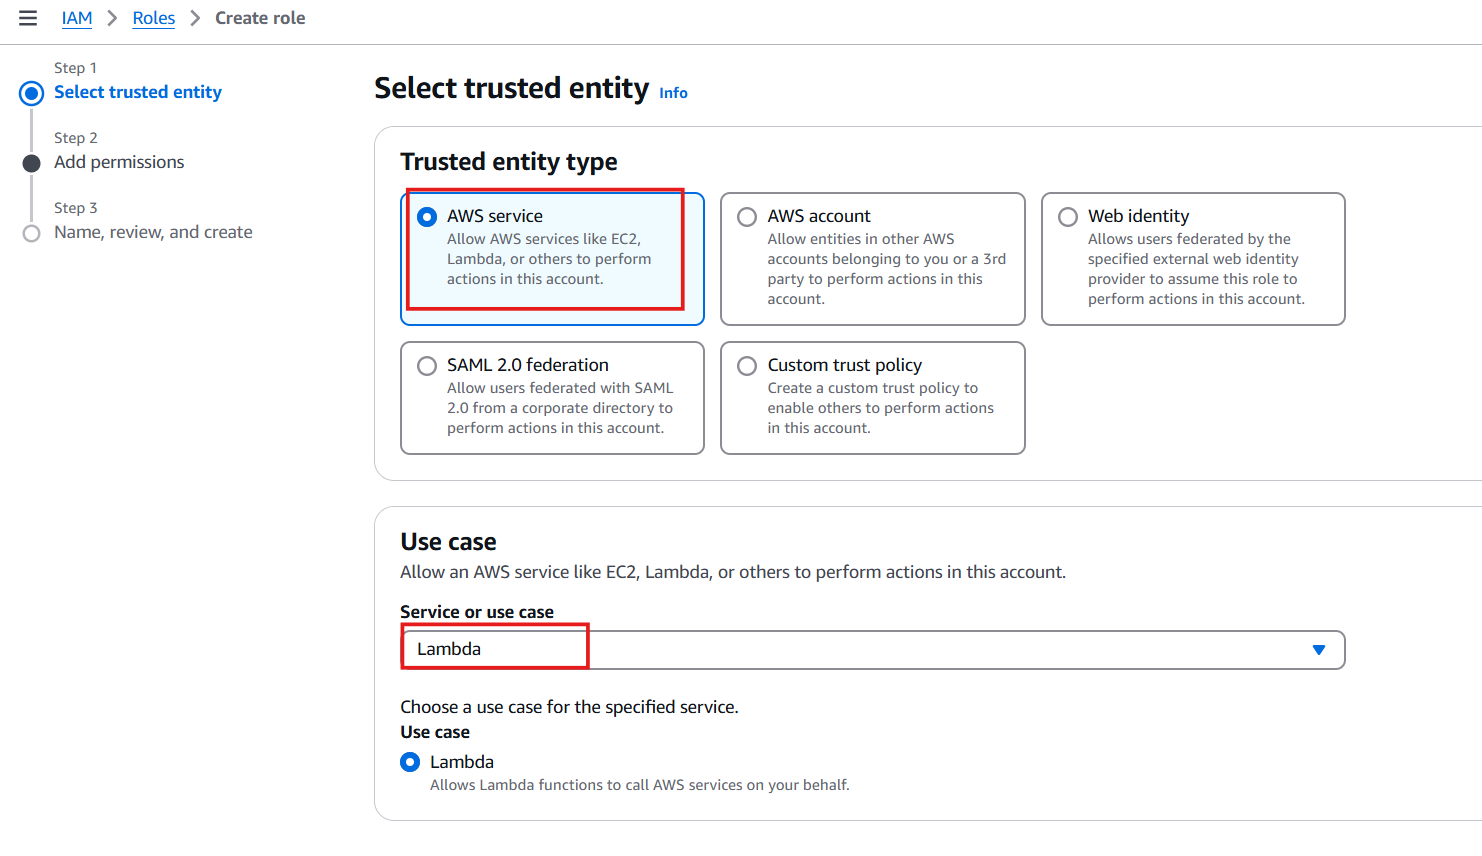 IAM > Roles > Create role
Step 1
Select trusted entity
Step 2
Add permissions
Step 3
Name, review, and create
Select trusted entity Info
Trusted entity type
AWS service
Allow AWS services like EC2,
Lambda, or others to perform
actions in this account.
AWS account
Allow entities in other AWS
accounts belonging to you or a 3rd
party to perform actions in this
account.
Web identity
Allows users federated by the
specified external web identity
provider to assume this role to
perform actions in this account.
SAML 2.0 federation
Allow users federated with SAML
2.0 from a corporate directory to
perform actions in this account.
Custom trust policy
Create a custom trust policy to
enable others to perform actions
in this account.
Use case
Allow an AWS service like EC2, Lambda, or others to perform actions in this account.
Service or use case
Lambda
Choose a use case for the specified service.
Use case
Lambda
Allows Lambda functions to call AWS services on your behalf.